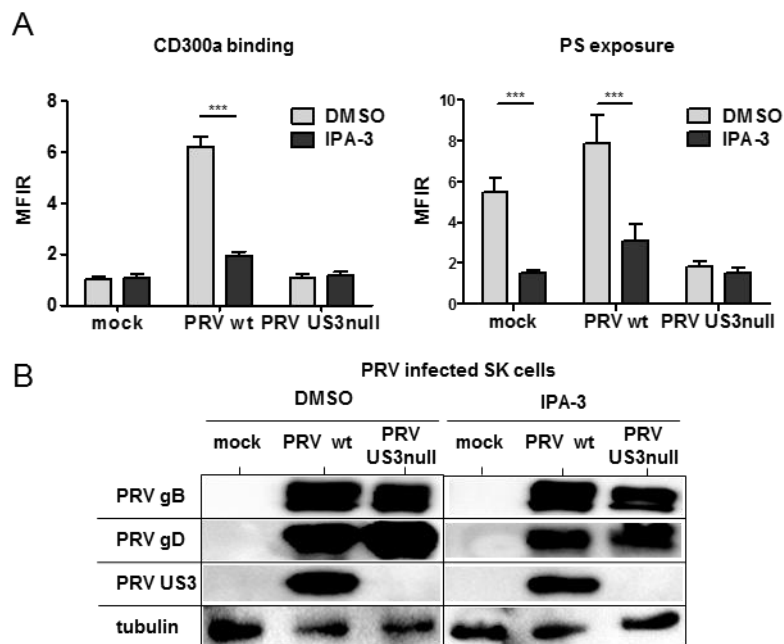 A
CD300a binding
MFIR
8
6
4
2
0
***
DMSO
IPA-3
mock
PRV wt
PRV US3null
PS exposure
MFIR
10
8
6
4
2
0
***
***
DMSO
IPA-3
mock
PRV wt
PRV US3null
B
PRV infected SK cells
DMSO
IPA-3
mock
PRV wt
PRV US3null
mock
PRV wt
PRV US3null
PRV gB
PRV gD
PRV US3
tubulin